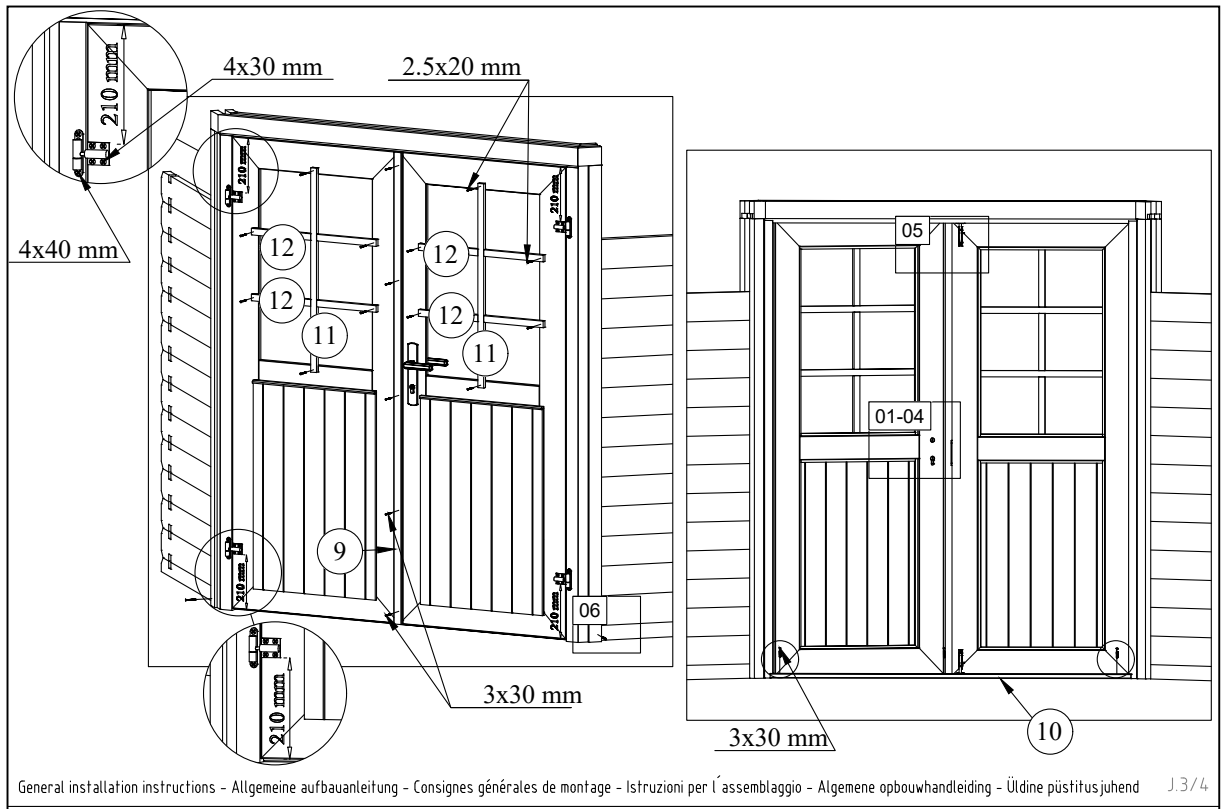 210 mm
4x30 mm
4x40 mm
2.5x20 mm
210 mm
210 mm
12
12
12
12
11
11
9
210 mm
210 mm
06
210 mm
3x30 mm
05
01-04
3x30 mm
10
General installation instructions - Allgemeine aufbauanleitung - Consignes générales de montage - Istruzioni per l´assemblaggio - Algemene opbouwhandleiding - Üldine püstitusjuhend
J.3/4